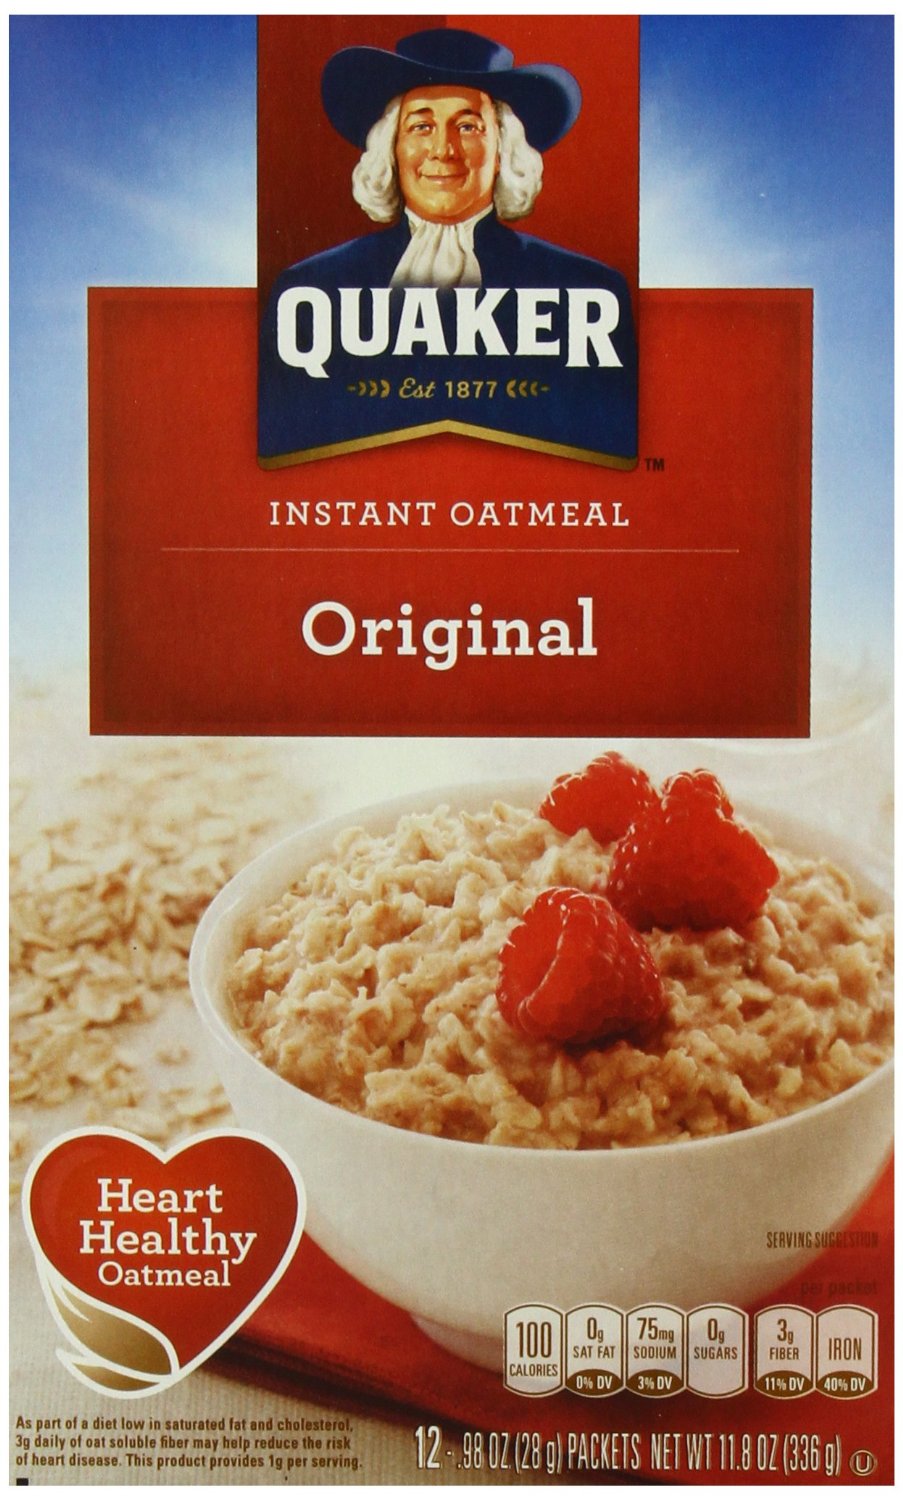 QUAKER
Est 1877
TM
INSTANT OATMEAL
Original
Heart
Healthy
Oatmeal
SERVING SUGGESTION
per packet
100
CALORIES
0g
SAT FAT
0% DV
75mg
SODIUM
3% DV
0g
SUGARS
3g
FIBER
11% DV
IRON
40% DV
As part of a diet low in saturated fat and cholesterol,
3g daily of oat soluble fiber may help reduce the risk
of heart disease. This product provides 1g per serving.
12 - .98 OZ (28 g) PACKETS NET WT 11.8 OZ (336 g) U